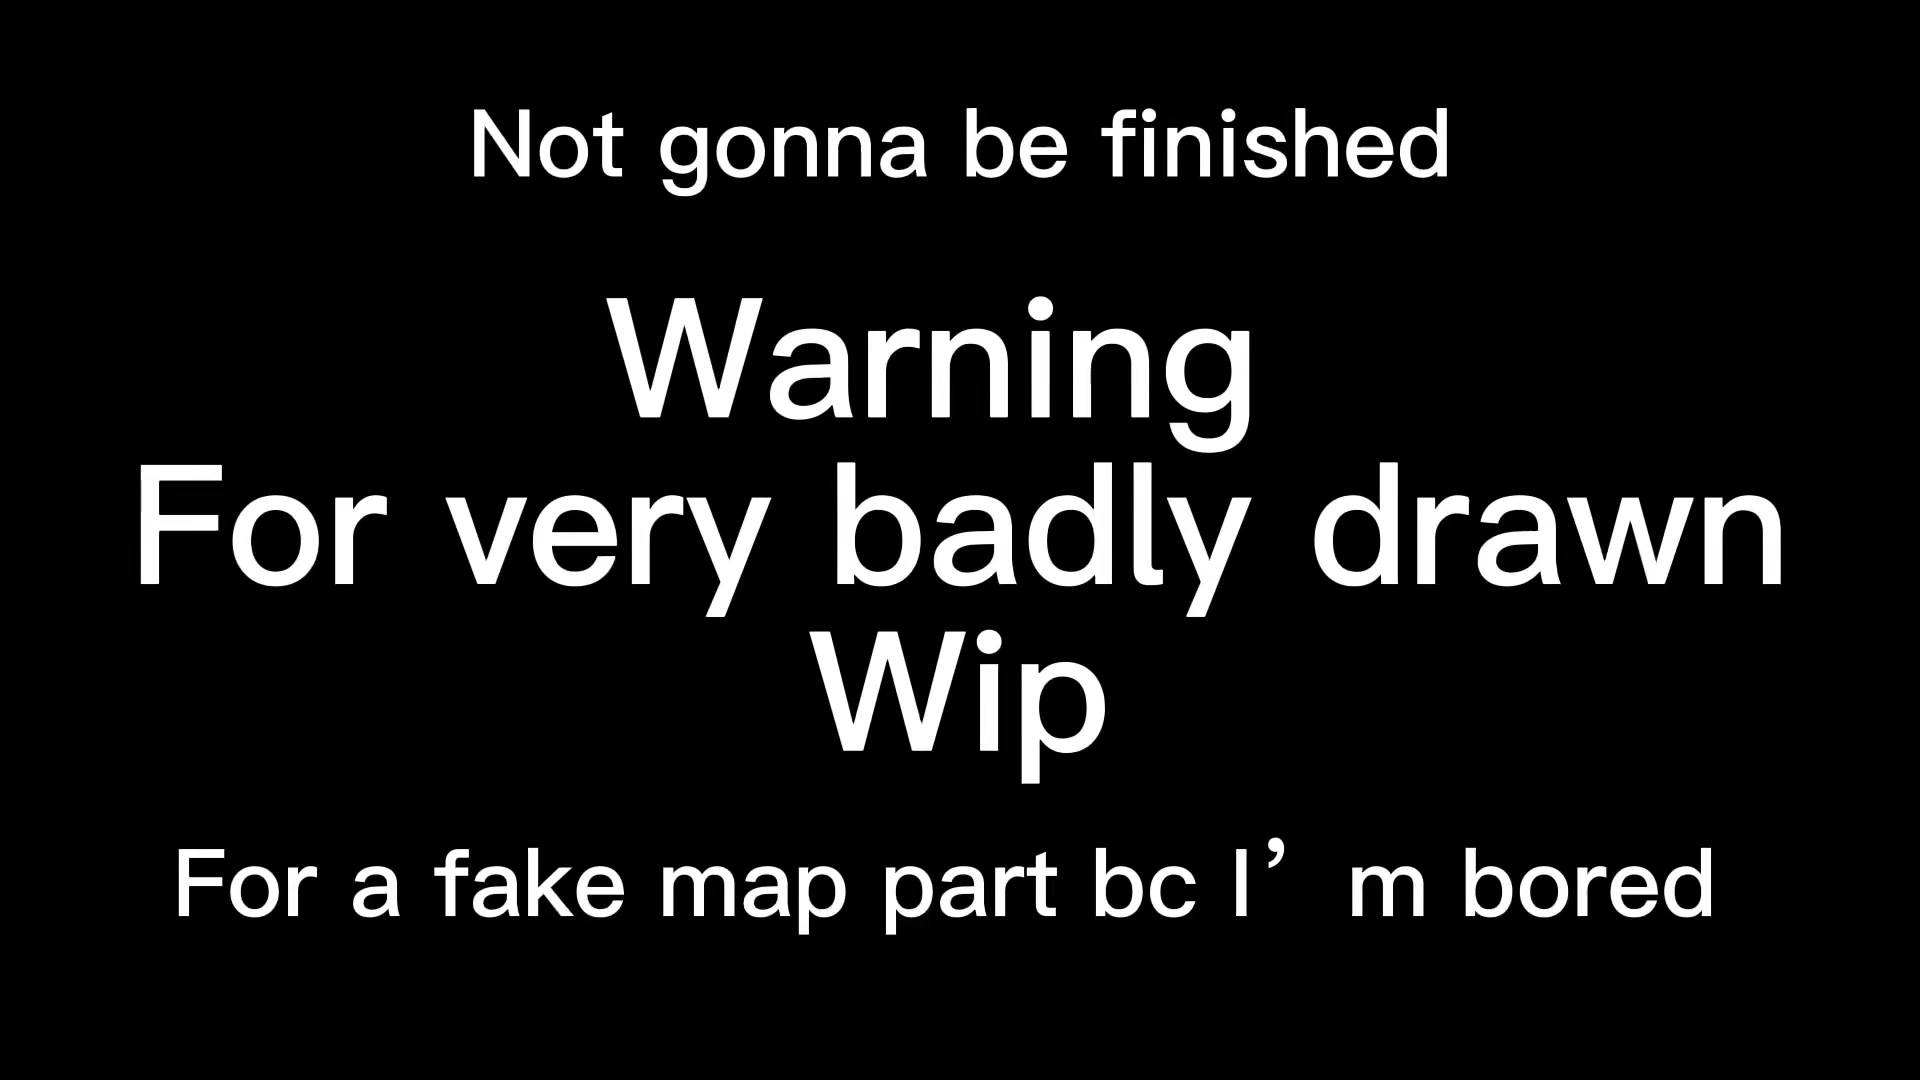 Not gonna be finished
Warning
For very badly drawn
Wip
For a fake map part bc I’m bored